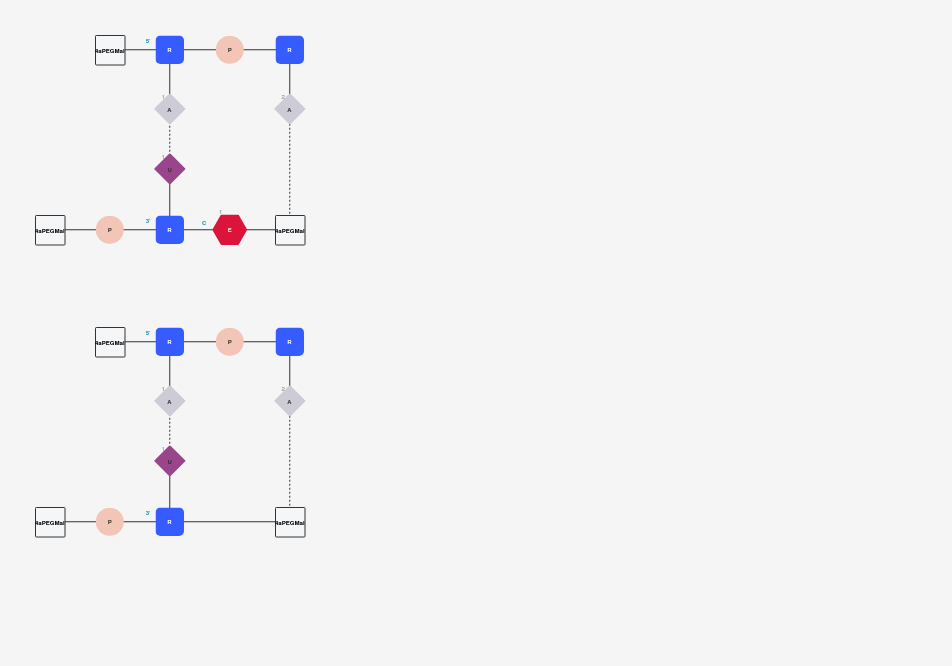 5'
4aPEGMal R P R
1 2
A A
1
U
3' C 1
4aPEGMal P R E 4aPEGMal
5'
4aPEGMal R P R
1 2
A A
1
U
3'
4aPEGMal P R 4aPEGMal